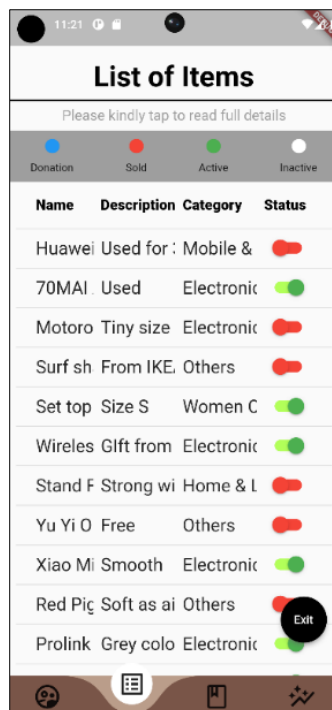 11:21
List of Items
Please kindly tap to read full details
Donation Sold Active Inactive
Name Description Category Status
Huawei Used for Mobile &
70MAI Used Electronic
Motoro Tiny size Electronic
Surf sh From IKE Others
Set top Size S Women C
Wireles GIft from Electronic
Stand F Strong wi Home & L
Yu Yi O Free Others
Xiao Mi Smooth Electronic
Red Pig Soft as ai Others
Exit
Prolink Grey colo Electronic